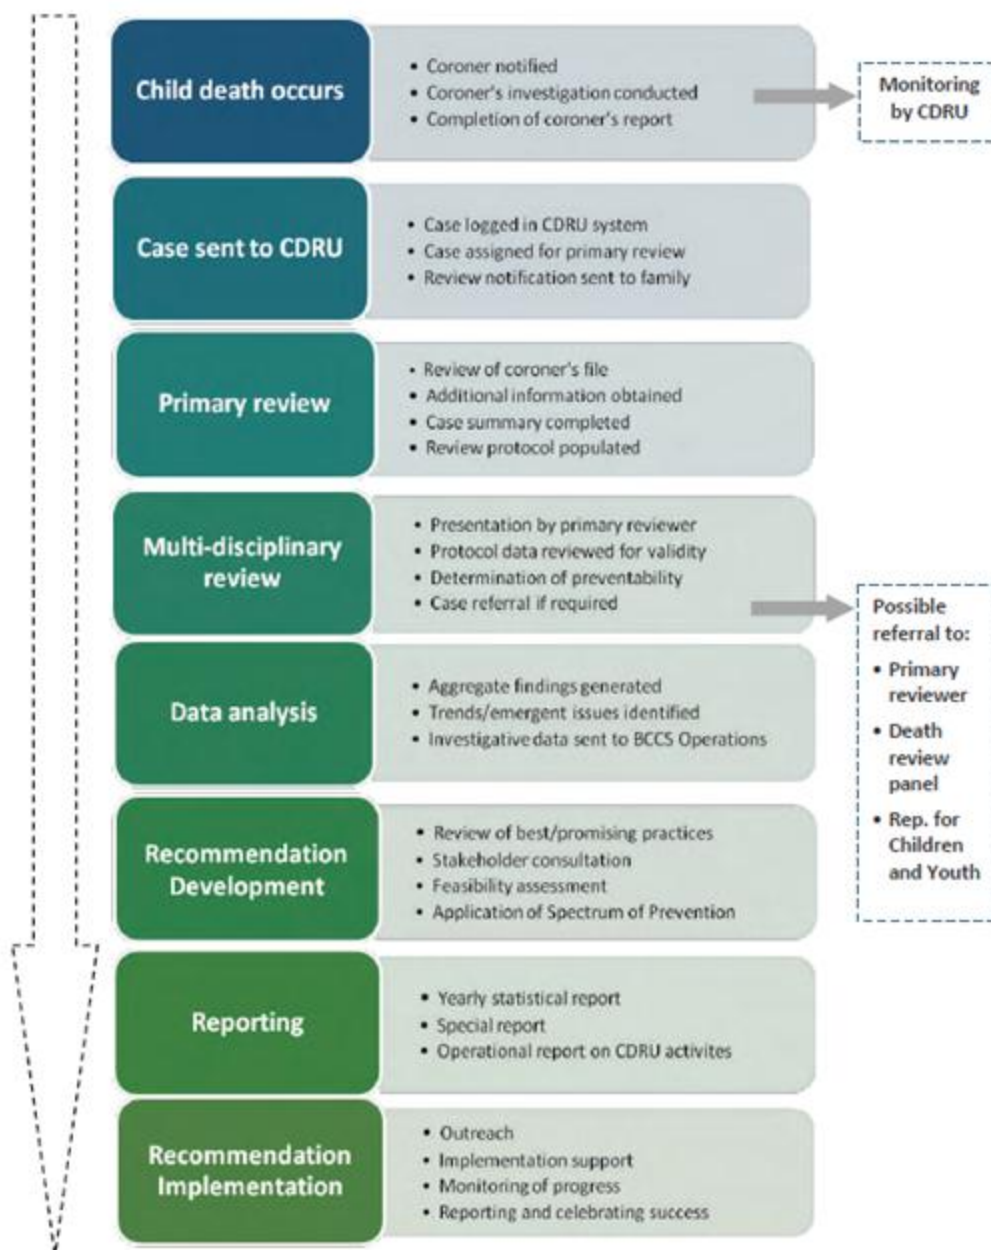 Child death occurs
• Coroner notified
• Coroner's investigation conducted
• Completion of coroner's report
Monitoring
by CDRU
Case sent to CDRU
• Case logged in CDRU system
• Case assigned for primary review
• Review notification sent to family
Primary review
• Review of coroner's file
• Additional information obtained
• Case summary completed
• Review protocol populated
Multi-disciplinary
review
• Presentation by primary reviewer
• Protocol data reviewed for validity
• Determination of preventability
• Case referral if required
Possible
referral to:
• Primary
reviewer
• Death
review
panel
• Rep. for
Children
and Youth
Data analysis
• Aggregate findings generated
• Trends/emergent issues identified
• Investigative data sent to BCCS Operations
Recommendation
Development
• Review of best/promising practices
• Stakeholder consultation
• Feasibility assessment
• Application of Spectrum of Prevention
Reporting
• Yearly statistical report
• Special report
• Operational report on CDRU activites
Recommendation
Implementation
• Outreach
• Implementation support
• Monitoring of progress
• Reporting and celebrating success